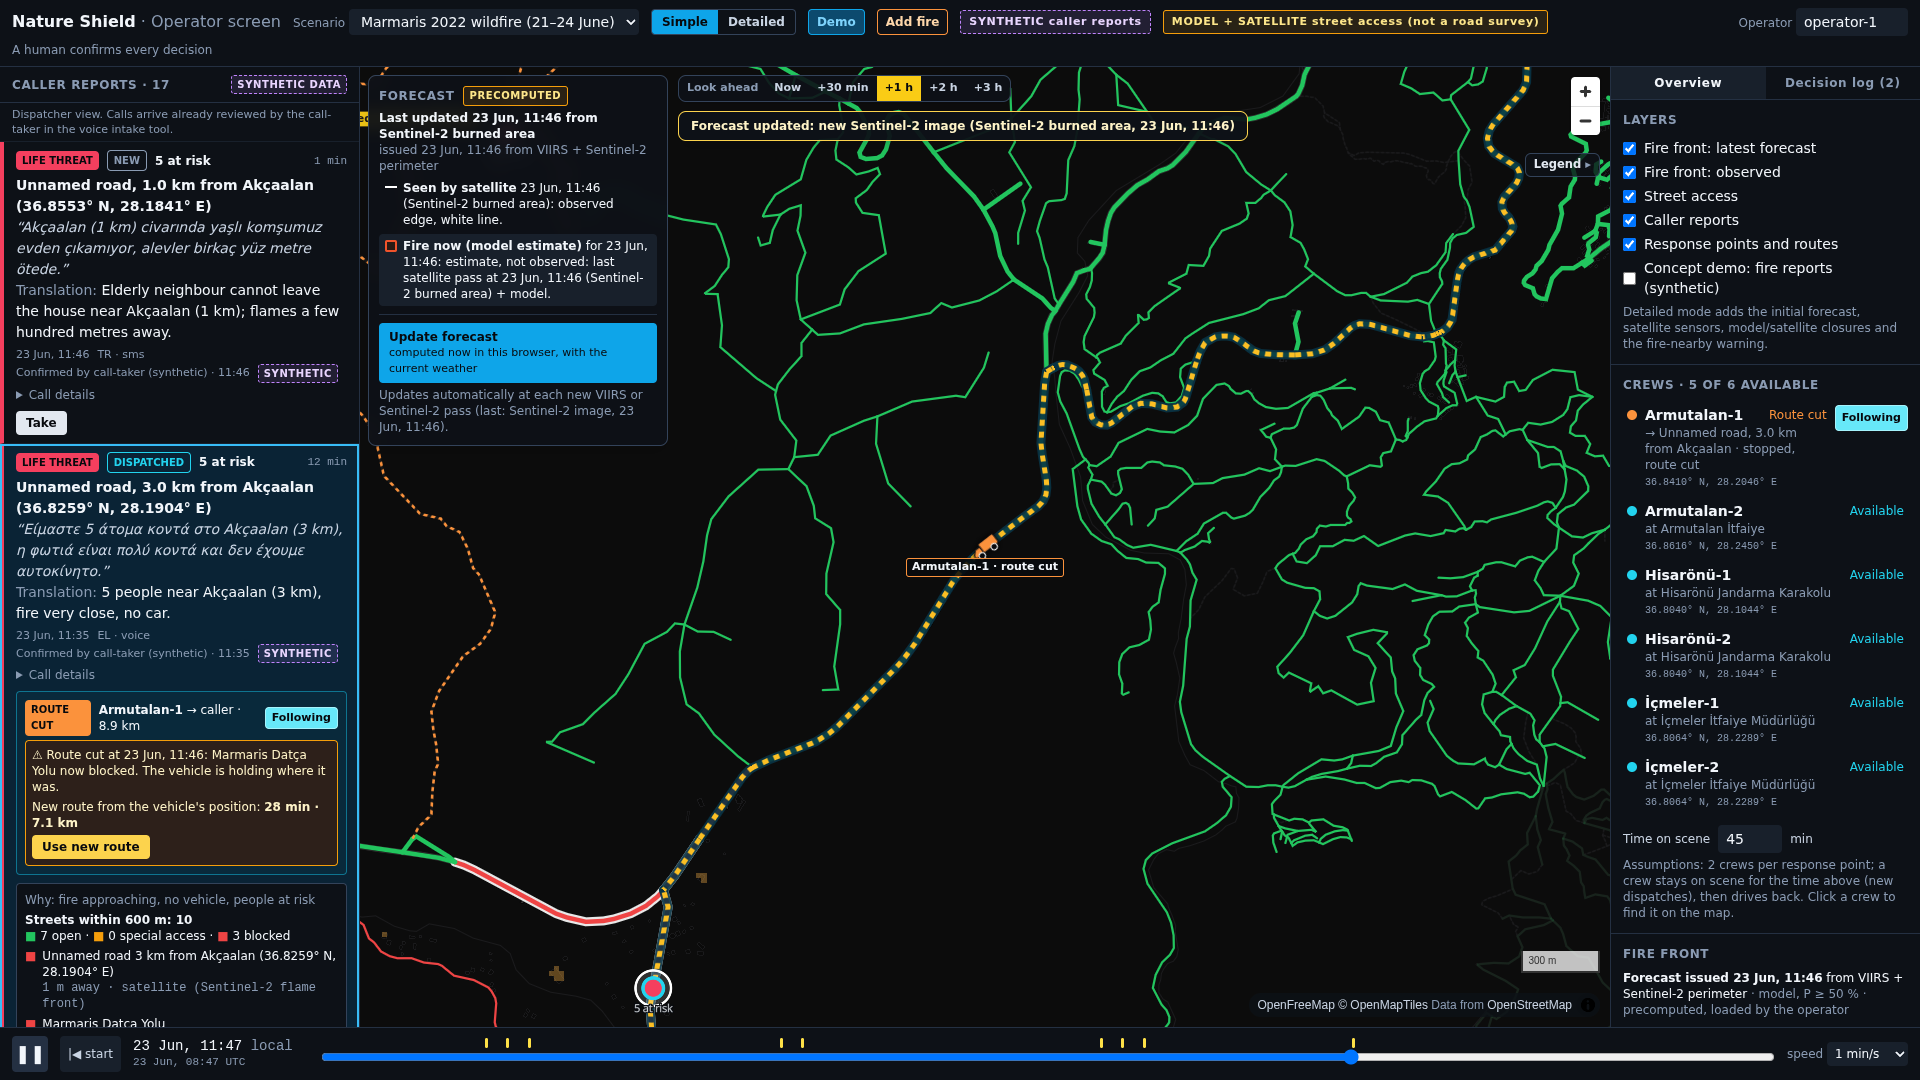 Nature Shield · Operator screen
Scenario
Marmaris 2022 wildfire (21–24 June)
Simple
Detailed
Demo
Add fire
SYNTHETIC caller reports
MODEL + SATELLITE street access (not a road survey)
Operator
operator-1
A human confirms every decision
CALLER REPORTS · 17
SYNTHETIC DATA
Dispatcher view. Calls arrive already reviewed by the call-
taker in the voice intake tool.
LIFE THREAT
NEW
5 at risk
1 min
Unnamed road, 1.0 km from Akçaalan
(36.8553° N, 28.1841° E)
“Akçaalan (1 km) civarında yaşlı komşumuz
evden çıkamıyor, alevler birkaç yüz metre
ötede.”
Translation: Elderly neighbour cannot leave
the house near Akçaalan (1 km); flames a few
hundred metres away.
23 Jun, 11:46 TR · sms
Confirmed by call-taker (synthetic) · 11:46
SYNTHETIC
Call details
Take
LIFE THREAT
DISPATCHED
5 at risk
12 min
Unnamed road, 3.0 km from Akçaalan
(36.8259° N, 28.1904° E)
“Είμαστε 5 άτομα κοντά στο Akçaalan (3 km),
η φωτιά είναι πολύ κοντά και δεν έχουμε
αυτοκίνητο.”
Translation: 5 people near Akçaalan (3 km),
fire very close, no car.
23 Jun, 11:35 EL · voice
Confirmed by call-taker (synthetic) · 11:35
SYNTHETIC
Call details
ROUTE
CUT
Armutalan-1 → caller ·
8.9 km
Following
⚠ Route cut at 23 Jun, 11:46: Marmaris Datça
Yolu now blocked. The vehicle is holding where it
was.
New route from the vehicle's position: 28 min ·
7.1 km
Use new route
Why: fire approaching, no vehicle, people at risk
Streets within 600 m: 10
7 open · 0 special access · 3 blocked
Unnamed road 3 km from Akçaalan (36.8259° N,
28.1904° E)
1 m away · satellite (Sentinel-2 flame
front)
Marmaris Datça Yolu
FORECAST
PRECOMPUTED
Last updated 23 Jun, 11:46 from
Sentinel-2 burned area
issued 23 Jun, 11:46 from VIIRS + Sentinel-2
perimeter
Seen by satellite 23 Jun, 11:46
(Sentinel-2 burned area): observed
edge, white line.
Fire now (model estimate) for 23 Jun,
11:46: estimate, not observed: last
satellite pass at 23 Jun, 11:46 (Sentinel-
2 burned area) + model.
Update forecast
computed now in this browser, with the
current weather
Updates automatically at each new VIIRS or
Sentinel-2 pass (last: Sentinel-2 image, 23
Jun, 11:46).
Look ahead
Now
+30 min
+1 h
+2 h
+3 h
Forecast updated: new Sentinel-2 image (Sentinel-2 burned area, 23 Jun, 11:46)
+
−
Legend ▸
Armutalan-1 · route cut
5 at risk
300 m
OpenFreeMap © OpenMapTiles Data from OpenStreetMap
Overview
Decision log (2)
LAYERS
Fire front: latest forecast
Fire front: observed
Street access
Caller reports
Response points and routes
Concept demo: fire reports
(synthetic)
Detailed mode adds the initial forecast,
satellite sensors, model/satellite closures and
the fire-nearby warning.
CREWS · 5 OF 6 AVAILABLE
Armutalan-1
Route cut
Following
→ Unnamed road, 3.0 km
from Akçaalan · stopped,
route cut
36.8410° N, 28.2046° E
Armutalan-2
Available
at Armutalan İtfaiye
36.8616° N, 28.2450° E
Hisarönü-1
Available
at Hisarönü Jandarma Karakolu
36.8040° N, 28.1044° E
Hisarönü-2
Available
at Hisarönü Jandarma Karakolu
36.8040° N, 28.1044° E
İçmeler-1
Available
at İçmeler İtfaiye Müdürlüğü
36.8064° N, 28.2289° E
İçmeler-2
Available
at İçmeler İtfaiye Müdürlüğü
36.8064° N, 28.2289° E
Time on scene
45
min
Assumptions: 2 crews per response point; a
crew stays on scene for the time above (new
dispatches), then drives back. Click a crew to
find it on the map.
FIRE FRONT
Forecast issued 23 Jun, 11:46 from VIIRS +
Sentinel-2 perimeter · model, P ≥ 50 % ·
precomputed, loaded by the operator
|◀ start
23 Jun, 11:47 local
23 Jun, 08:47 UTC
speed
1 min/s